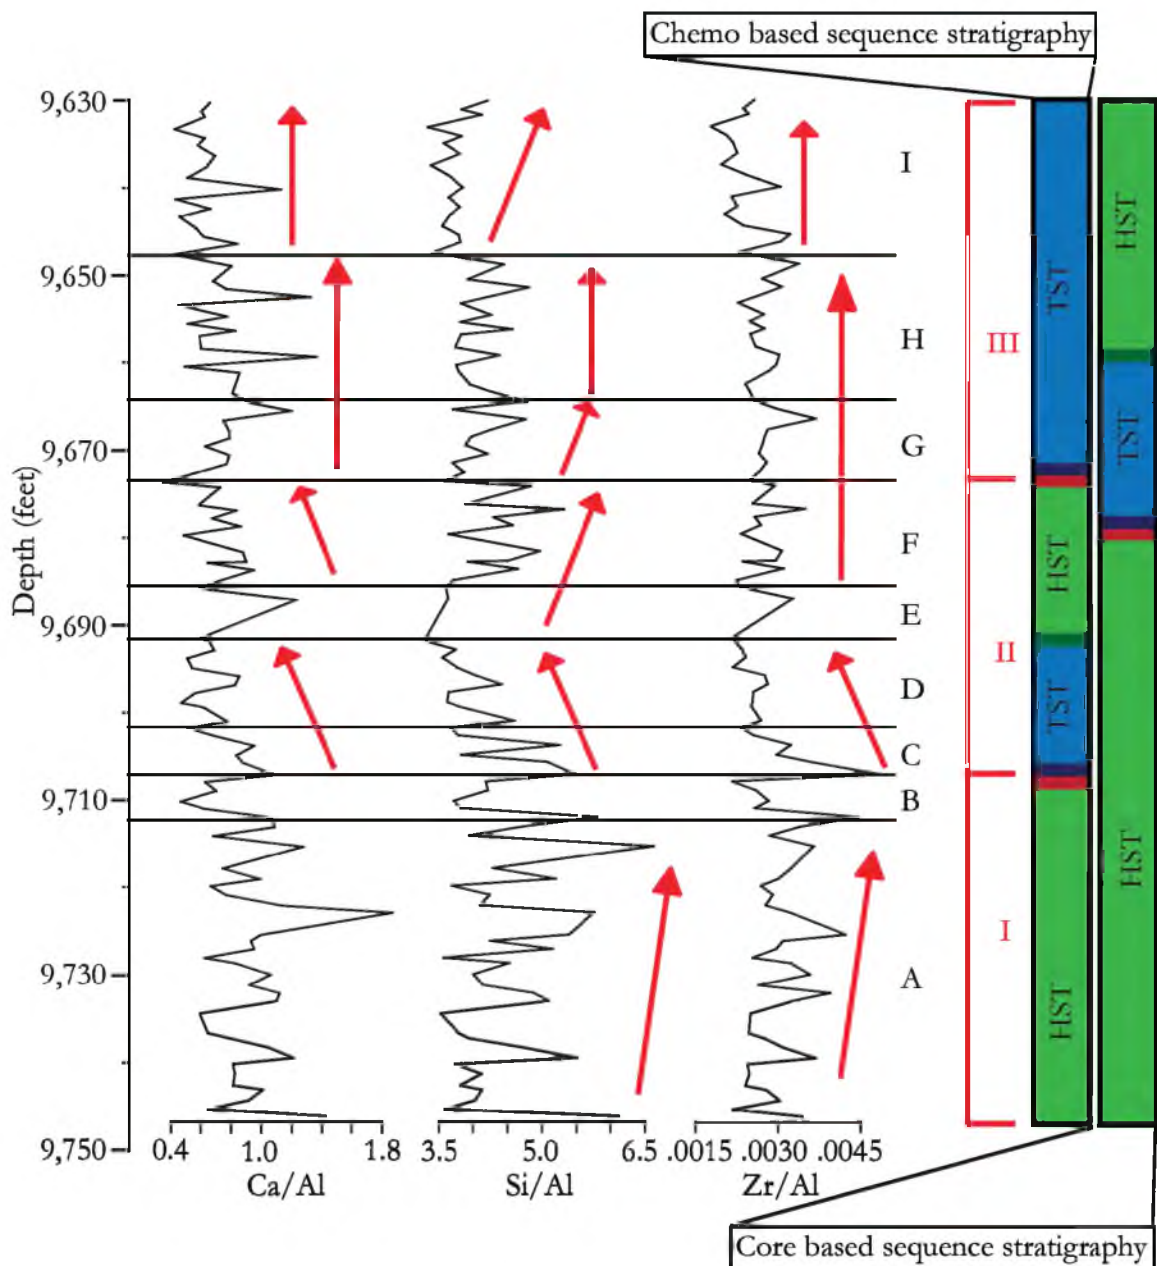 Chemo based sequence stratigraphy
9,630
9,650
9,670
9,690
9,710
9,730
9,750
Depth (feet)
I
H
G
F
E
D
C
B
A
III
II
I
TST
HST
TST
HST
HST
TST
HST
0.4 1.0 1.8
Ca/Al
3.5 5.0 6.5
Si/Al
.0015 .0030 .0045
Zr/Al
Core based sequence stratigraphy